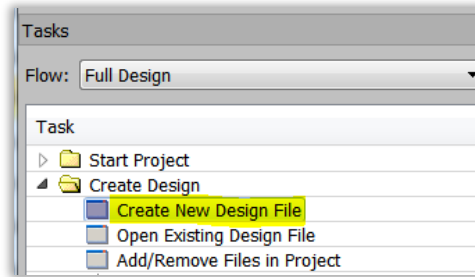 Tasks
Flow: Full Design
Task
Start Project
Create Design
Create New Design File
Open Existing Design File
Add/Remove Files in Project